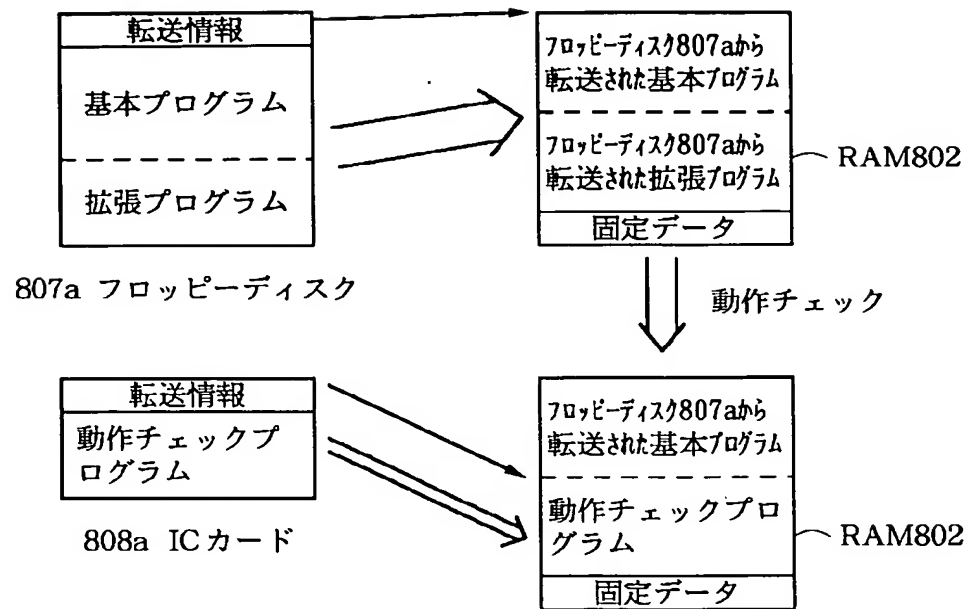 転送情報
基本プログラム
拡張プログラム
807a フロッピーディスク
フロッピーディスク807aから
転送された基本プログラム
フロッピーディスク807aから
転送された拡張プログラム
固定データ
RAM802
動作チェック
転送情報
動作チェックプ
ログラム
808a ICカード
フロッピーディスク807aから
転送された基本プログラム
動作チェックプロ
グラム
固定データ
RAM802